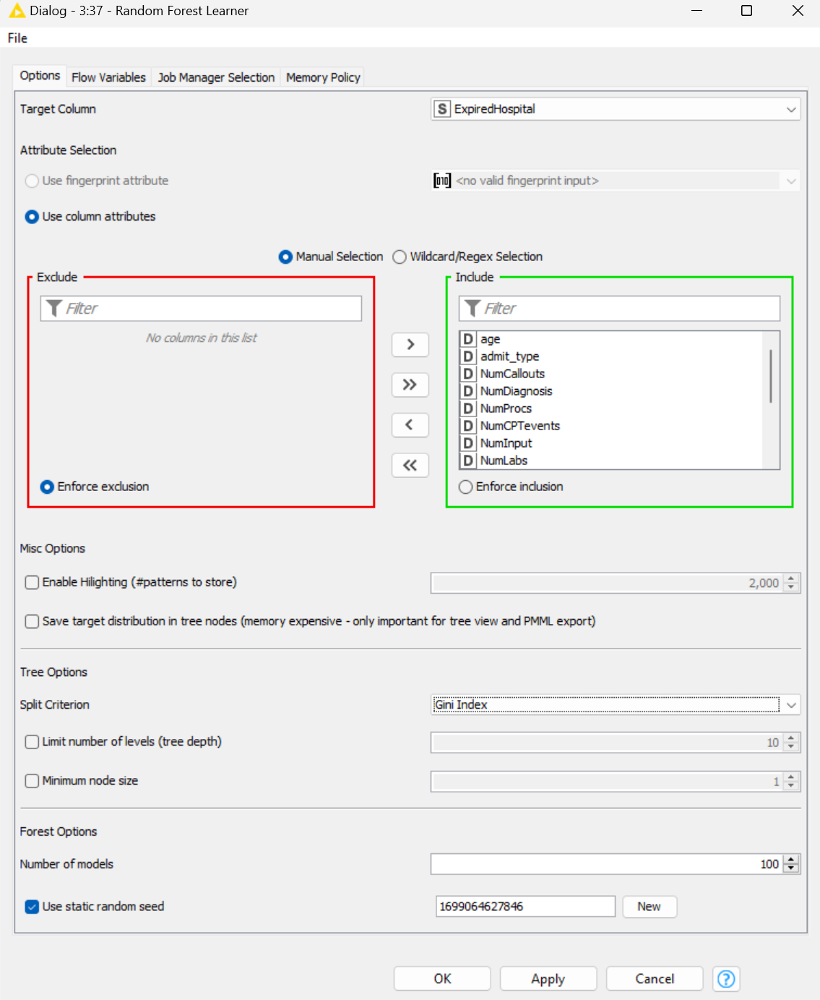 Dialog - 3:37 - Random Forest Learner
File
Options Flow Variables Job Manager Selection Memory Policy
Target Column S ExpiredHospital
Attribute Selection
Use fingerprint attribute [010] <no valid fingerprint input>
Use column attributes
Manual Selection Wildcard/Regex Selection
Exclude
Filter
No columns in this list
Enforce exclusion
>
>>
<
<<
Include
Filter
D age
D admit_type
D NumCallouts
D NumDiagnosis
D NumProcs
D NumCPTevents
D NumInput
D NumLabs
Enforce inclusion
Misc Options
Enable Hilighting (#patterns to store) 2,000
Save target distribution in tree nodes (memory expensive - only important for tree view and PMML export)
Tree Options
Split Criterion Gini Index
Limit number of levels (tree depth) 10
Minimum node size 1
Forest Options
Number of models 100
Use static random seed 1699064627846 New
OK Apply Cancel ?